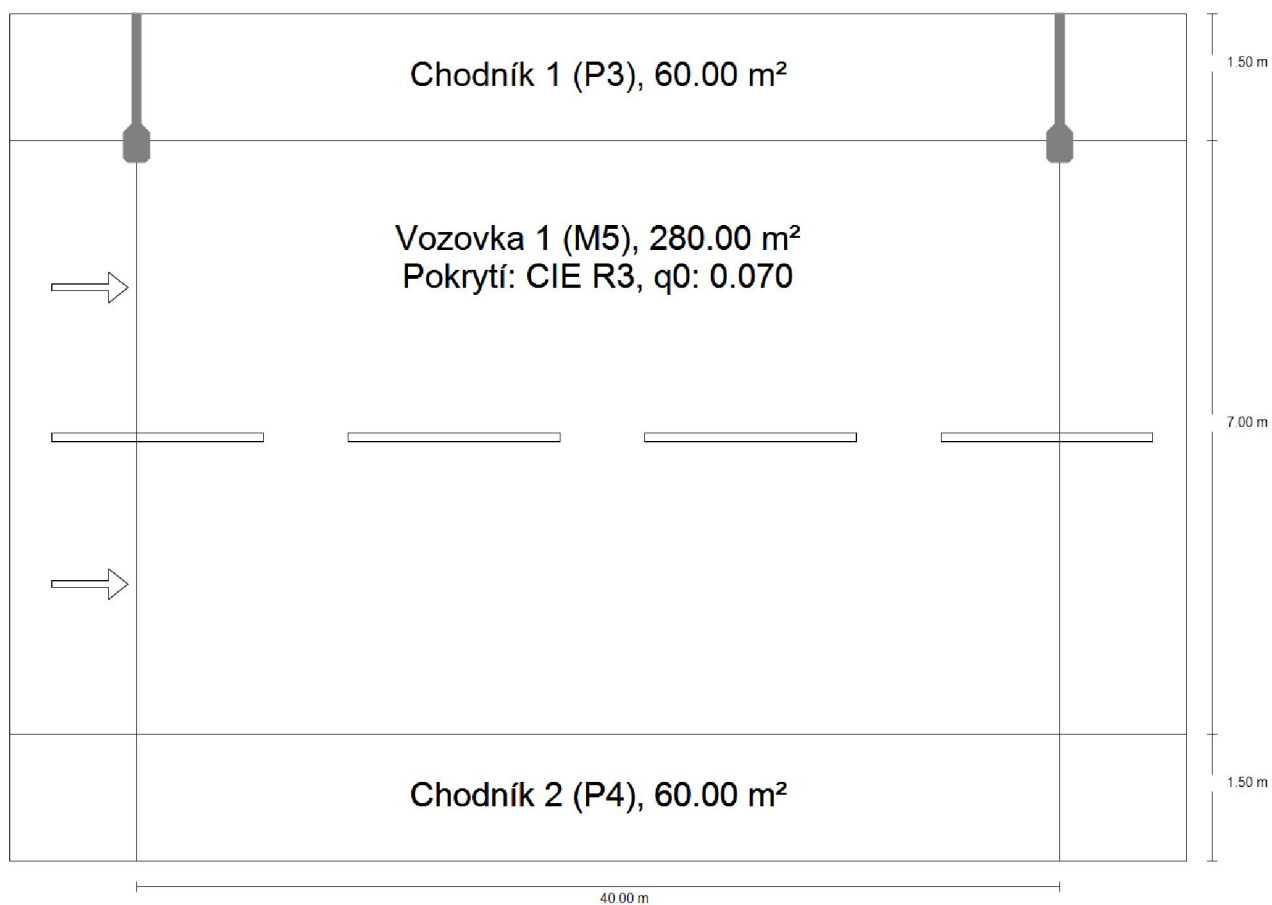 Chodník 1 (P3), 60.00 m²
1.50 m
Vozovka 1 (M5), 280.00 m²
Pokrytí: CIE R3, q0: 0.070
7.00 m
Chodník 2 (P4), 60.00 m²
1.50 m
40.00 m